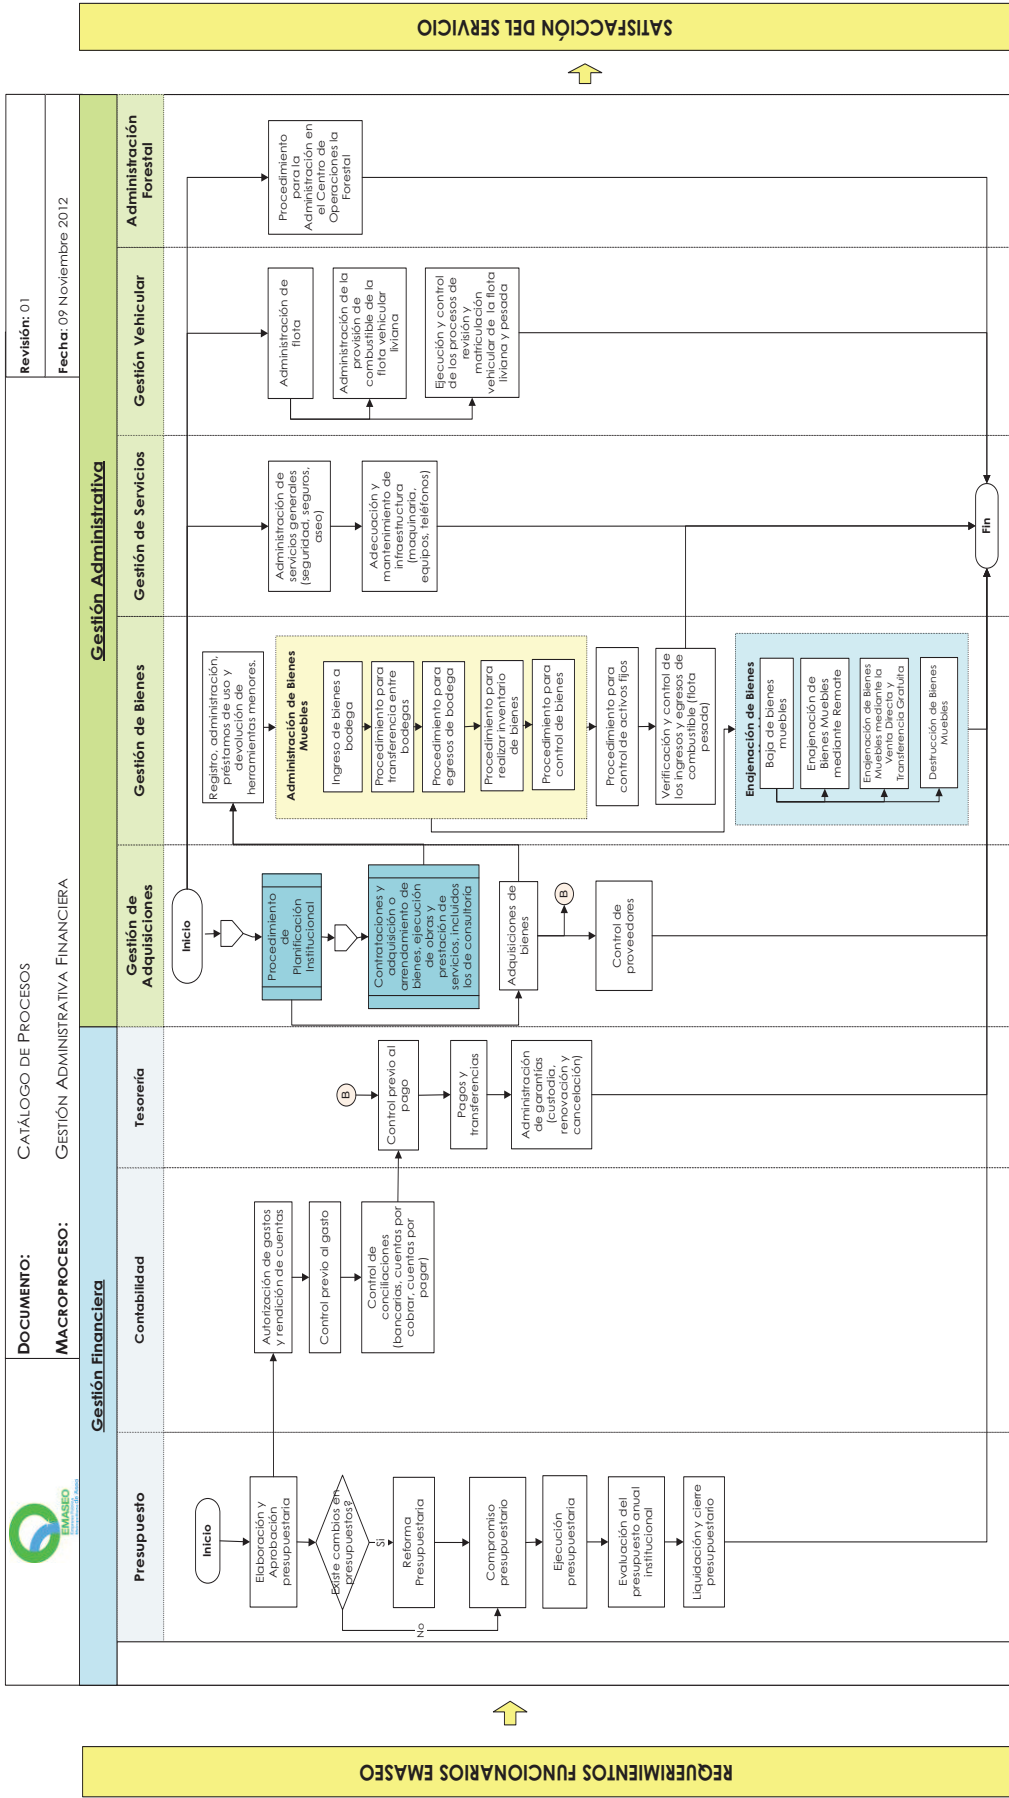 EMASEO
DOCUMENTO:
CATÁLOGO DE PROCESOS
Revisión: 01
MACROPROCESO:
GESTIÓN ADMINISTRATIVA FINANCIERA
Fecha: 09 Noviembre 2012
REQUERIMIENTOS FUNCIONARIOS EMASEO
Gestión Financiera
Gestión Administrativa
Presupuesto
Contabilidad
Tesorería
Gestión de
Adquisiciones
Gestión de Bienes
Gestión de Servicios
Gestión Vehicular
Administración
Forestal
Inicio
Elaboración y
Aprobación
presupuestaria
Existe cambios en
presupuestos?
Si
No
Reforma
Presupuestaria
Compromiso
presupuestario
Ejecución
presupuestaria
Evaluación del
presupuesto anual
institucional
Liquidación y cierre
presupuestario
Autorización de gastos
y rendición de cuentas
Control previo al gasto
Control de
conciliaciones
(bancarias, cuentas por
cobrar, cuentas por
pagar)
B
Control previo al
pago
Pagos y
transferencias
Administración
de garantías
(custodia,
renovación y
cancelación)
Inicio
Procedimiento
de
Planificación
Institucional
Contrataciones y
adquisición o
arrendamiento de
bienes, ejecución
de obras y
prestación de
servicios, incluidos
los de consultoría
Adquisiciones de
bienes
B
Control de
proveedores
Registro, administración,
préstamos de uso y
devolución de
herramientas menores.
Administración de Bienes
Muebles
Ingreso de bienes a
bodega
Procedimiento para
transferencia entre
bodegas
Procedimiento para
egresos de bodega
Procedimiento para
realizar inventario
de bienes
Procedimiento para
control de bienes
Procedimiento para
control de activos fijos
Verificación y control de
los ingresos y egresos de
combustible (flota
pesada)
Enajenación de Bienes
Baja de bienes
muebles
Enajenación de
Bienes Muebles
mediante Remate
Enajenación de Bienes
Muebles mediante la
Venta Directa y
Transferencia Gratuita
Destrucción de Bienes
Muebles
Administración de
servicios generales
(seguridad, seguros,
aseo)
Adecuación y
mantenimiento de
infraestructura
(maquinaria,
equipos, teléfonos)
Administración de
flota
Administración de la
provisión de
combustible de la
flota vehicular
liviana
Ejecución y control
de los procesos de
revisión y
matriculación
vehicular de la flota
liviana y pesada
Procedimiento
para la
Administración en
el Centro de
Operaciones la
Forestal
Fin
SATISFACCIÓN DEL SERVICIO